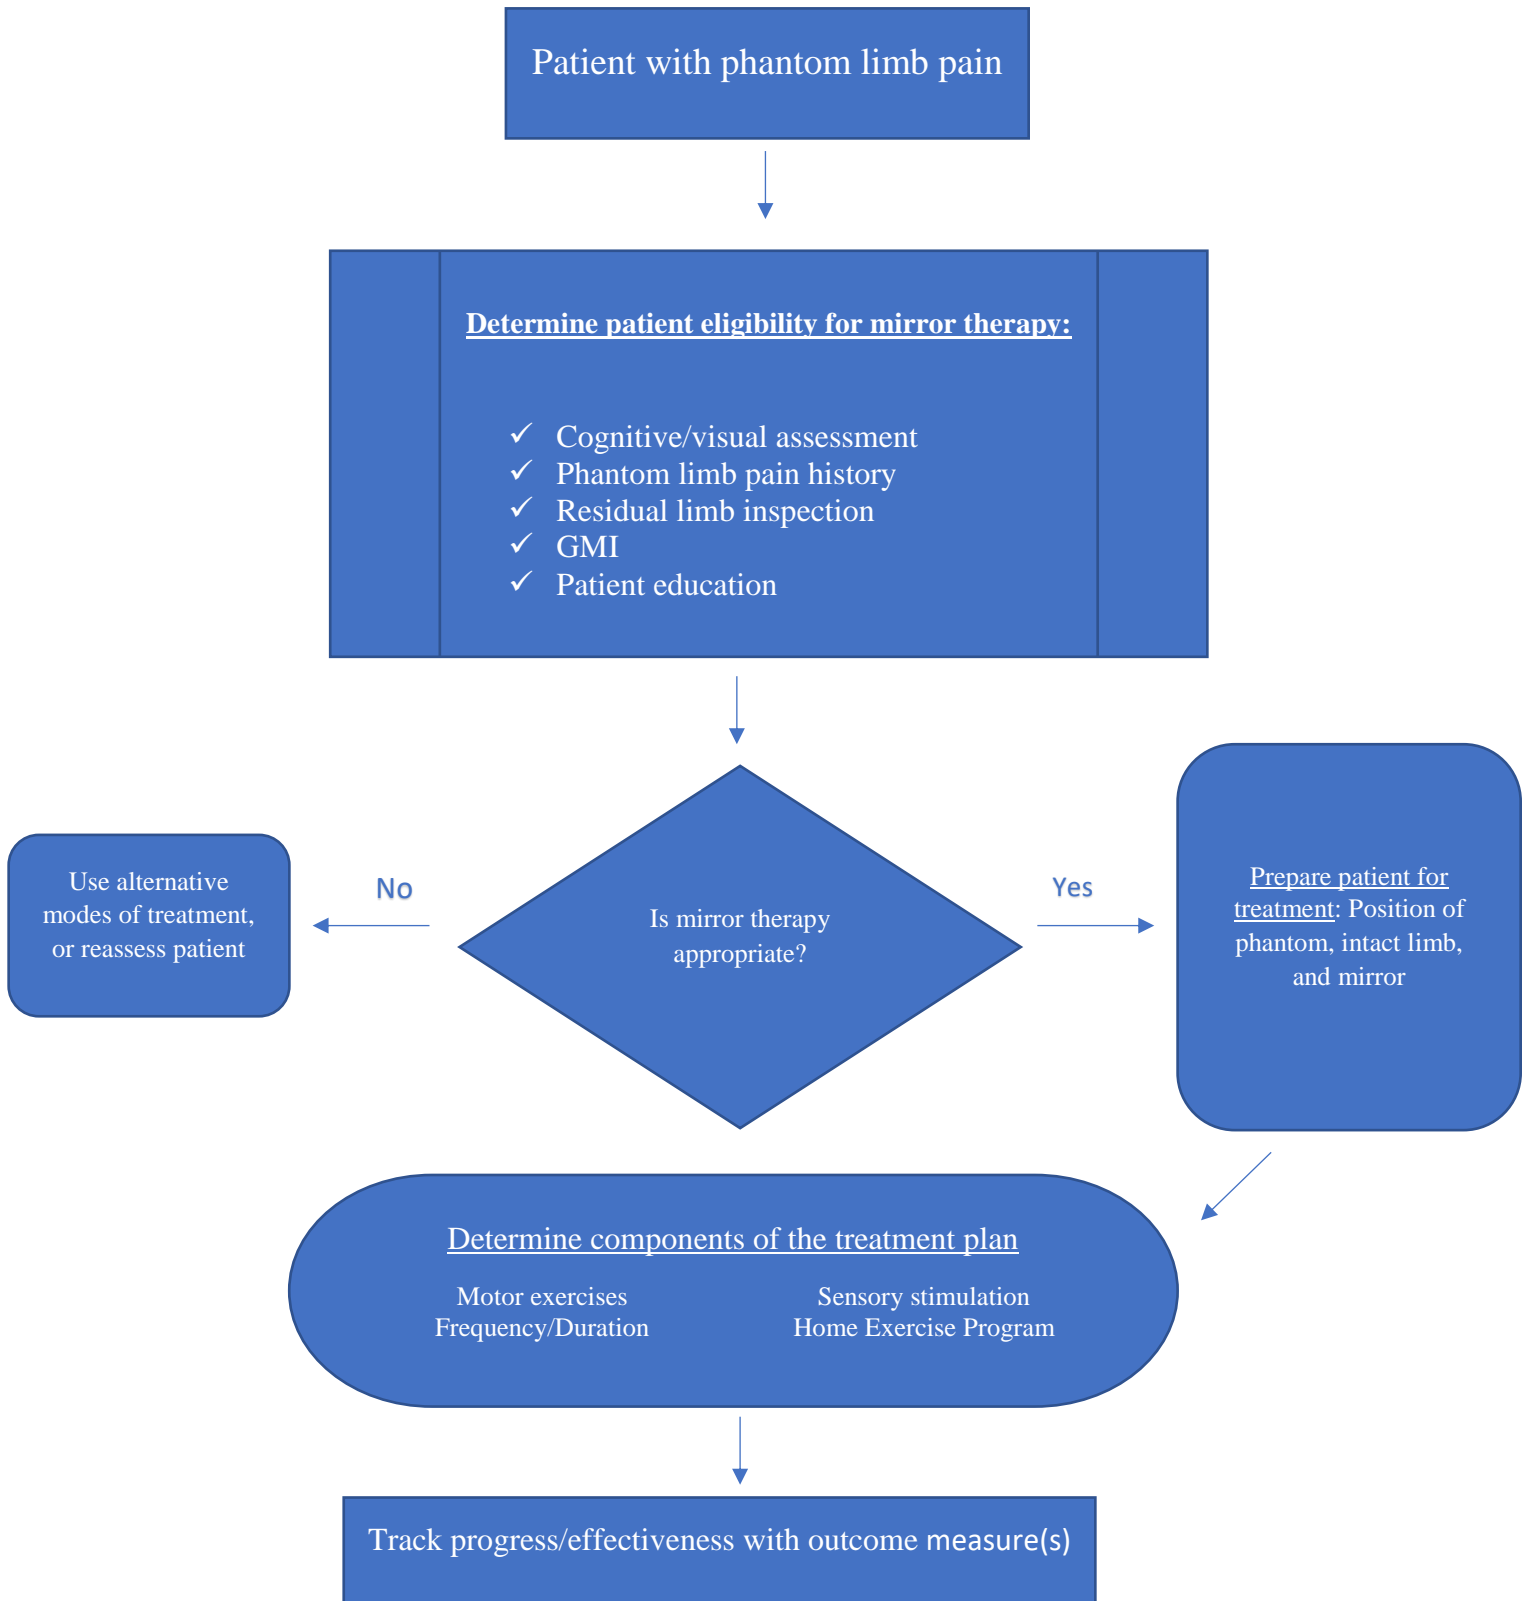 Patient with phantom limb pain
Determine patient eligibility for mirror therapy:
✓ Cognitive/visual assessment
✓ Phantom limb pain history
✓ Residual limb inspection
✓ GMI
✓ Patient education
Use alternative
modes of treatment,
or reassess patient
No
Is mirror therapy
appropriate?
Yes
Prepare patient for
treatment: Position of
phantom, intact limb,
and mirror
Determine components of the treatment plan
Motor exercises Sensory stimulation
Frequency/Duration Home Exercise Program
Track progress/effectiveness with outcome measure(s)